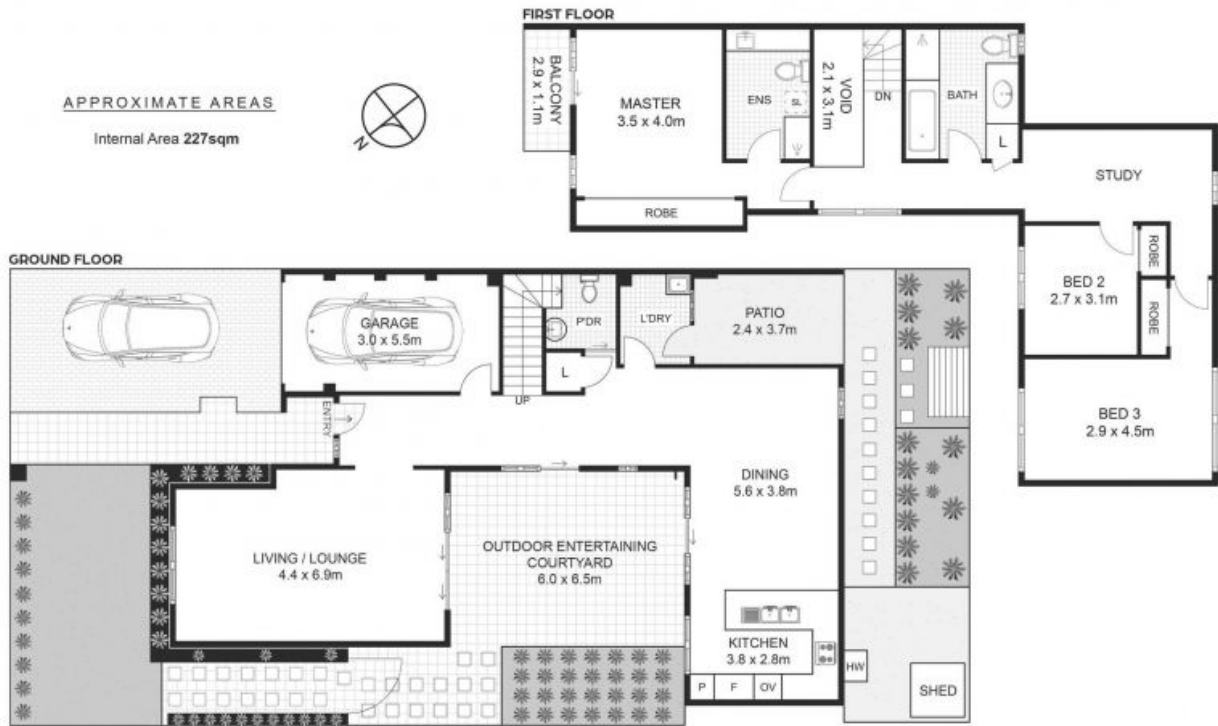 FIRST FLOOR
APPROXIMATE AREAS
Internal Area 227sqm
N
BALCONY
2.9 x 1.1m
MASTER
3.5 x 4.0m
ENS
VOID
2.1 x 3.1m
DN
BATH
L
STUDY
ROBE
ROBE
BED 2
2.7 x 3.1m
ROBE
BED 3
2.9 x 4.5m
GROUND FLOOR
GARAGE
3.0 x 5.5m
UP
P'DR
L
L'DRY
PATIO
2.4 x 3.7m
ENTRY
DINING
5.6 x 3.8m
LIVING / LOUNGE
4.4 x 6.9m
OUTDOOR ENTERTAINING
COURTYARD
6.0 x 6.5m
KITCHEN
3.8 x 2.8m
P
F
OV
HW
SHED